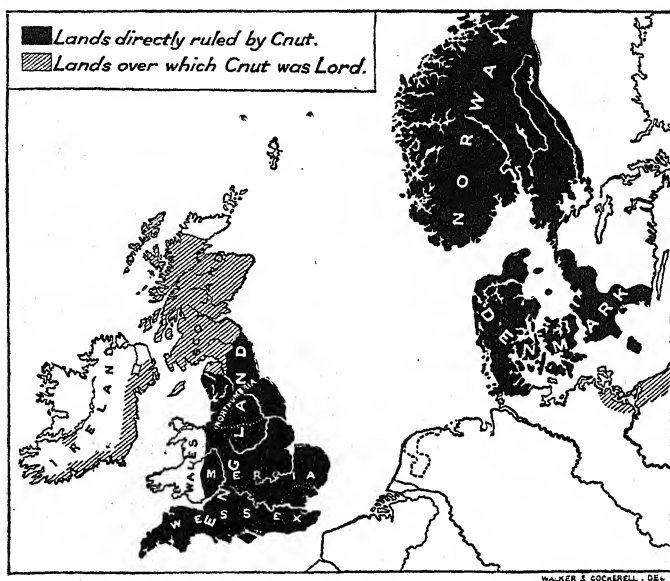 Lands directly ruled by Cnut.
Lands over which Cnut was Lord.
NORWAY
DENMARK
IRELAND
ENGLAND
WALES
MERCIA
WESSEX
WALKER & COCKERELL, DEL